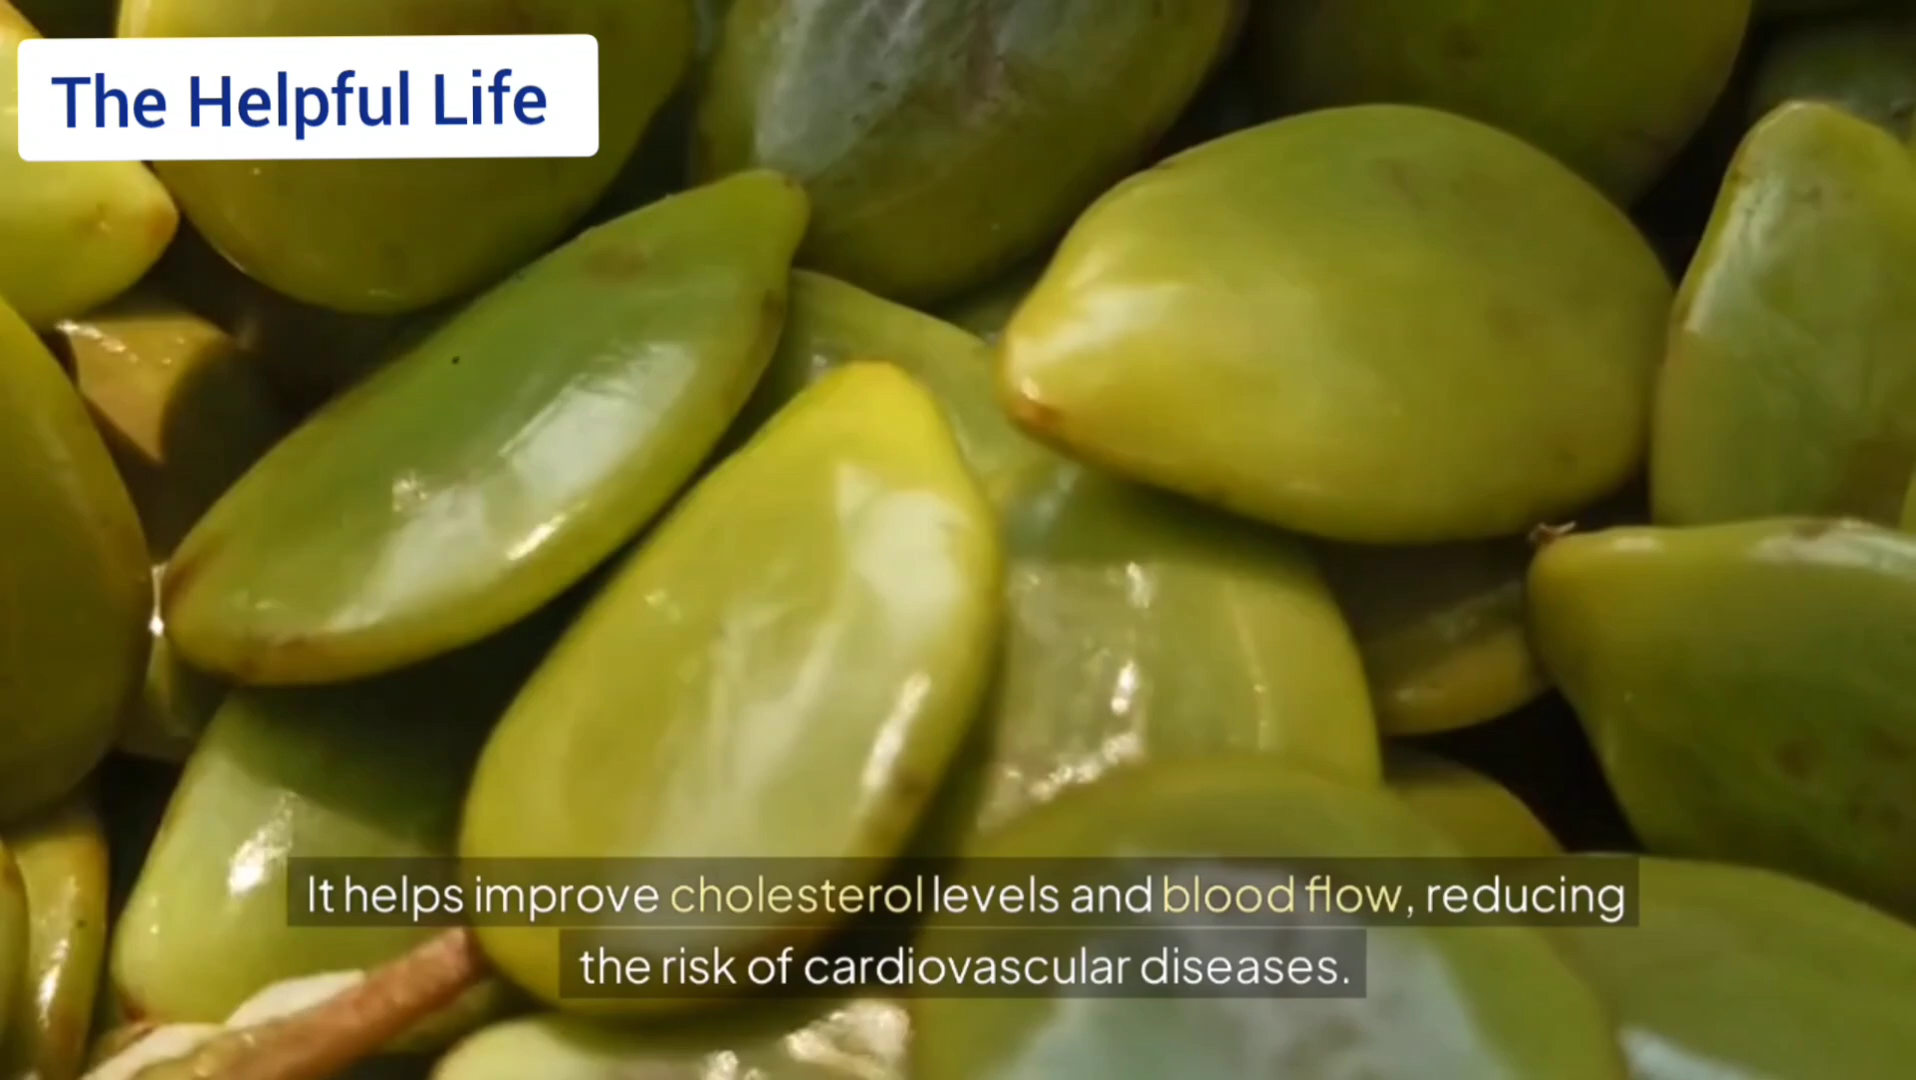 The Helpful Life
It helps improve cholesterol levels and blood flow, reducing
the risk of cardiovascular diseases.